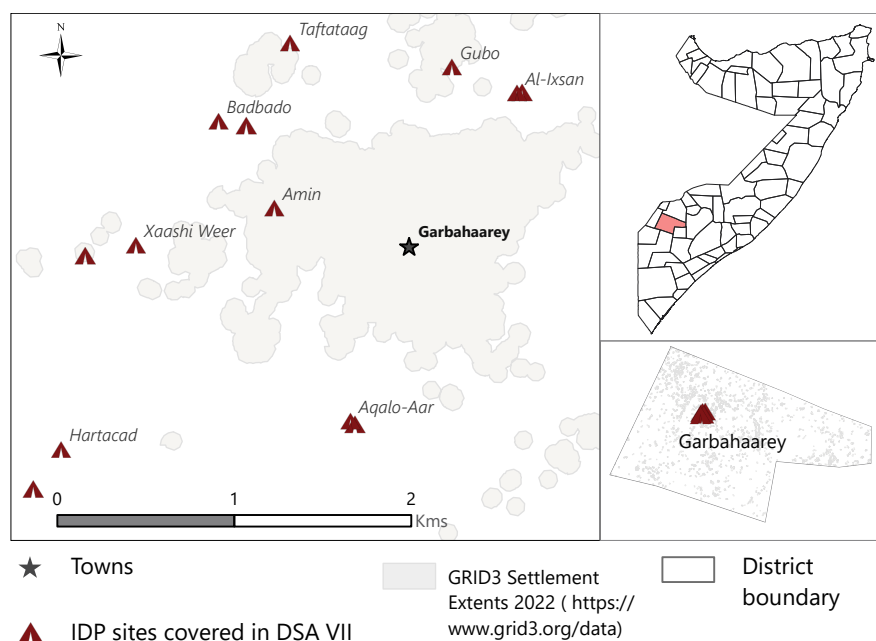 N
Taftataag
Gubo
Al-Ixsan
Badbado
Amin
Garbahaarey
Xaashi Weer
Aqalo-Aar
Hartacad
0 1 2
Kms
Garbahaarey
Towns
IDP sites covered in DSA VII
GRID3 Settlement
Extents 2022 ( https://
www.grid3.org/data)
District
boundary